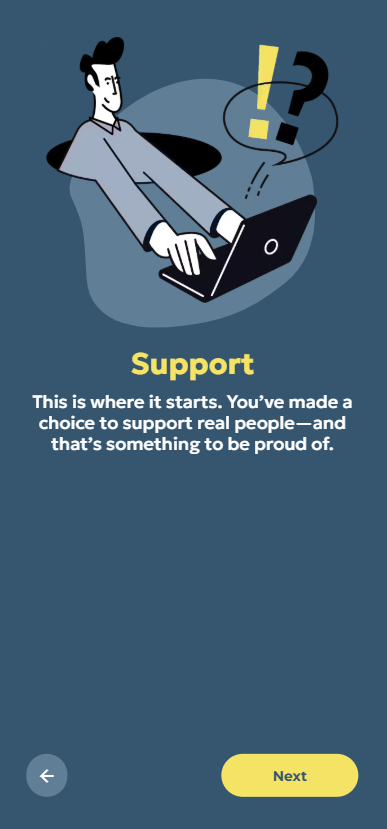 !?
Support
This is where it starts. You’ve made a
choice to support real people—and
that’s something to be proud of.
Next